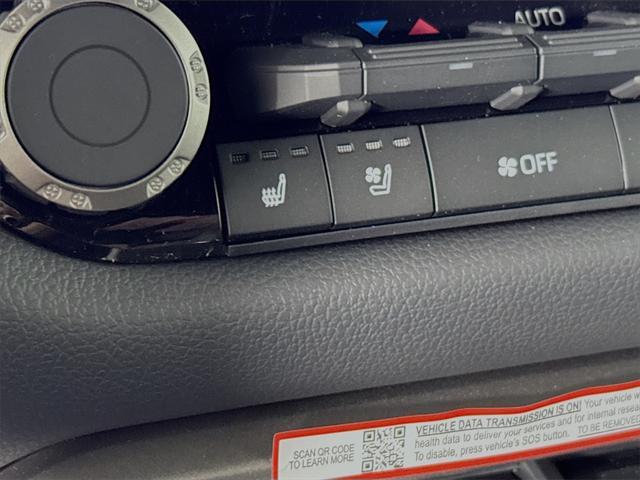 AUTO
OFF
SCAN QR CODE
TO LEARN MORE
VEHICLE DATA TRANSMISSION IS ON! Your vehicle w
health data to deliver your services and for internal resea
To disable, press vehicle's SOS button. TO BE REMOVED